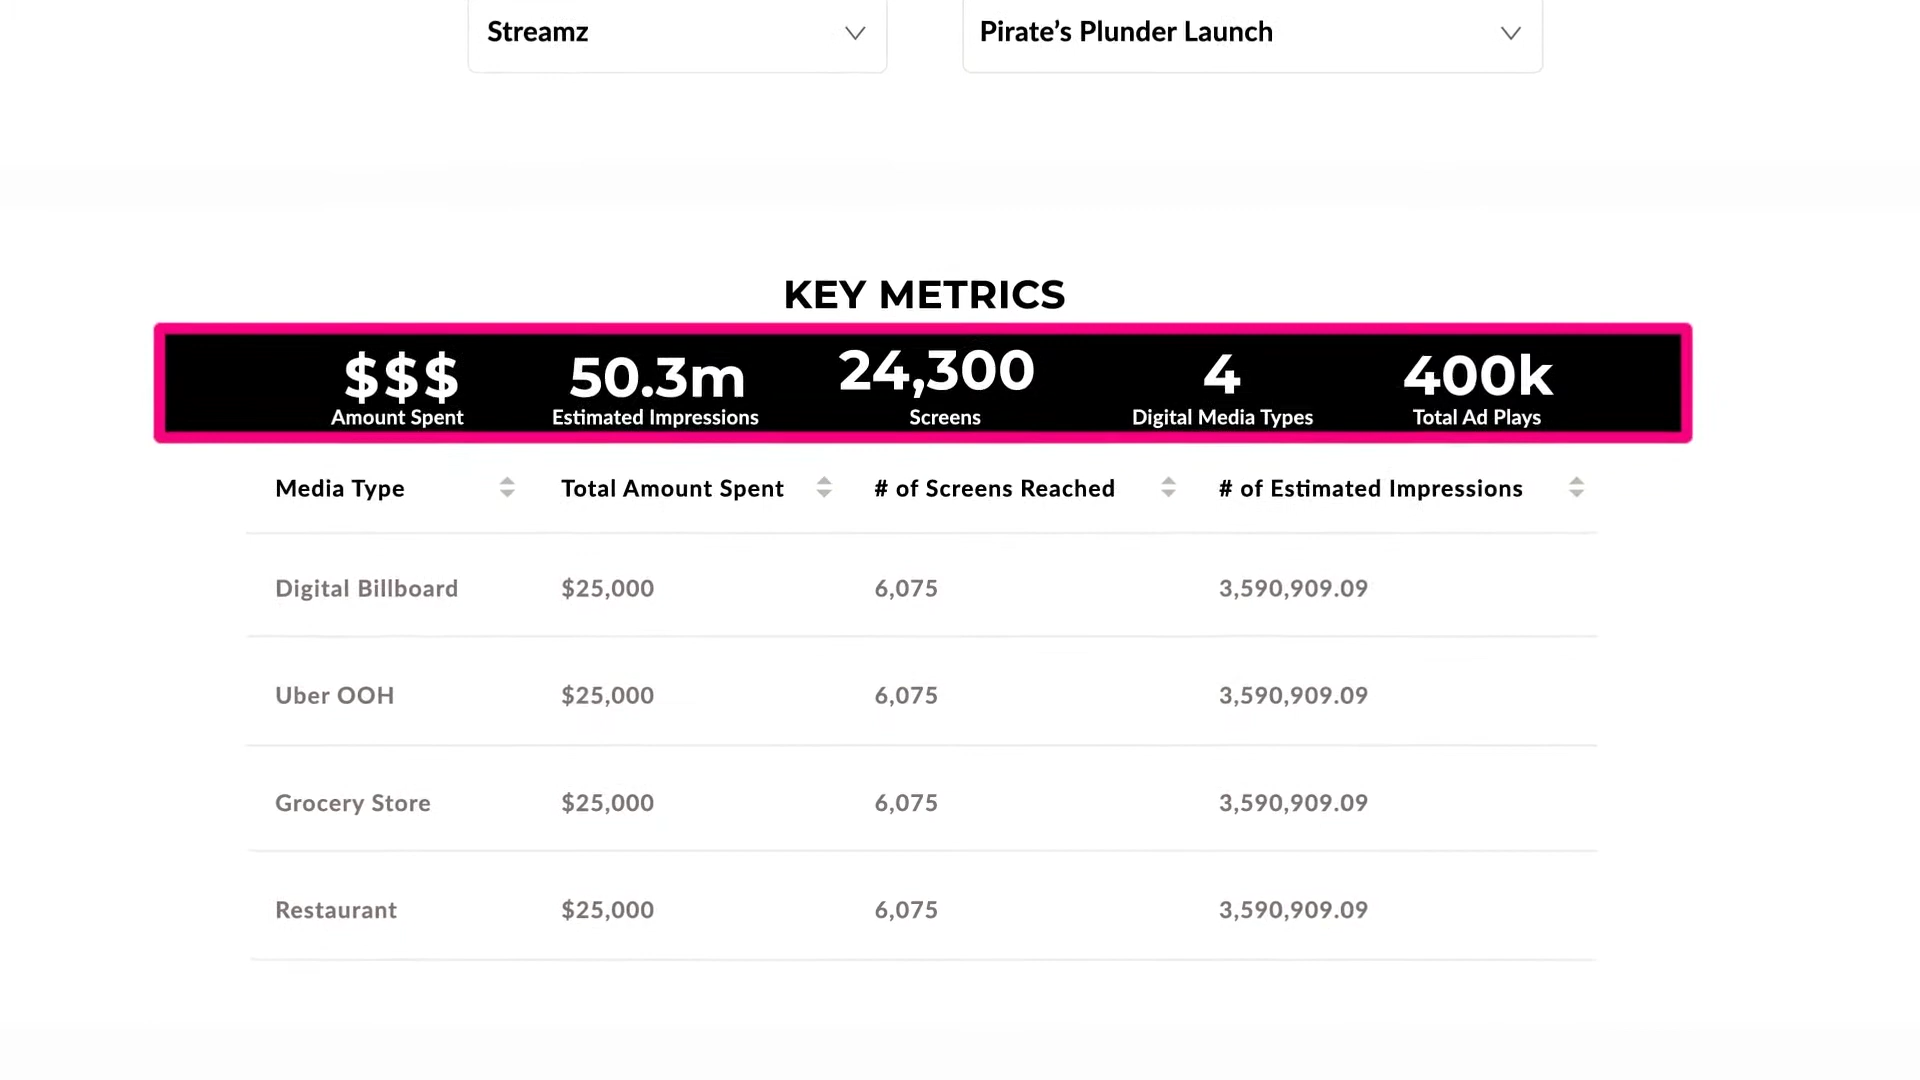 Streamz
Pirate’s Plunder Launch
KEY METRICS
$$$ 50.3m 24,300 4 400k
Amount Spent Estimated Impressions Screens Digital Media Types Total Ad Plays
Media Type Total Amount Spent # of Screens Reached # of Estimated Impressions
Digital Billboard $25,000 6,075 3,590,909.09
Uber OOH $25,000 6,075 3,590,909.09
Grocery Store $25,000 6,075 3,590,909.09
Restaurant $25,000 6,075 3,590,909.09